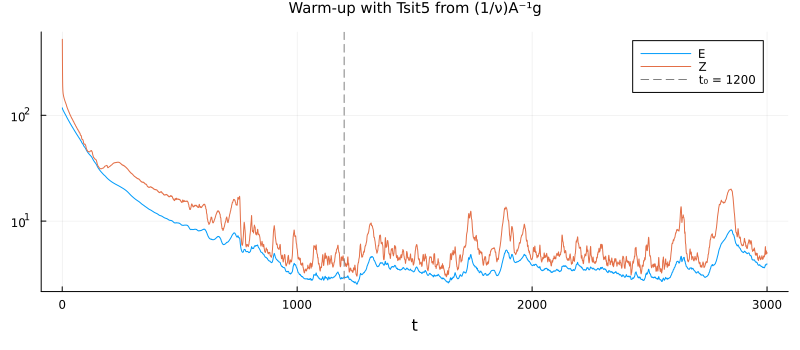 Warm-up with Tsit5 from (1/ν)A⁻¹g
E
Z
t₀ = 1200
10²
10¹
0
1000
2000
3000
t